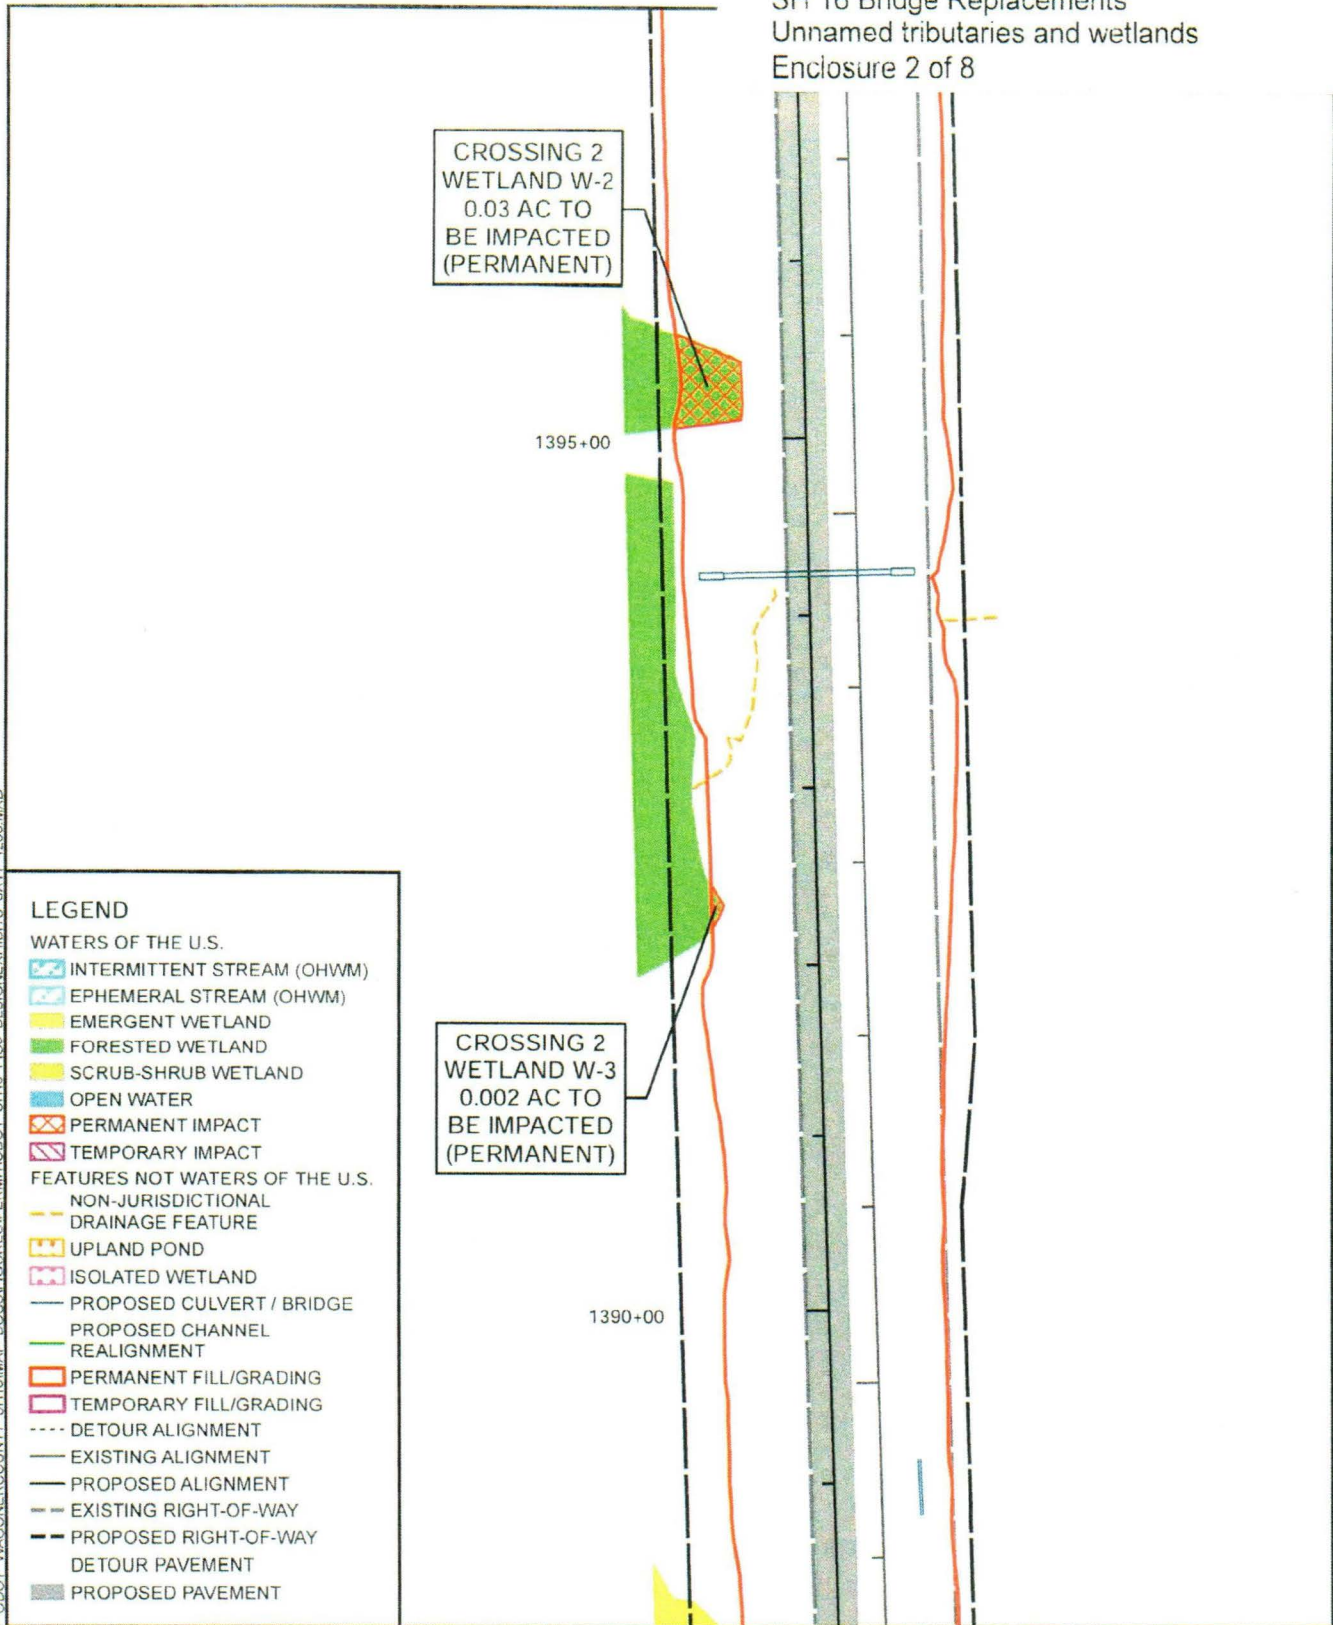 Unnamed tributaries and wetlands
Enclosure 2 of 8
CROSSING 2
WETLAND W-2
0.03 AC TO
BE IMPACTED
(PERMANENT)
1395+00
CROSSING 2
WETLAND W-3
0.002 AC TO
BE IMPACTED
(PERMANENT)
1390+00
LEGEND
WATERS OF THE U.S.
INTERMITTENT STREAM (OHWM)
EPHEMERAL STREAM (OHWM)
EMERGENT WETLAND
FORESTED WETLAND
SCRUB-SHRUB WETLAND
OPEN WATER
PERMANENT IMPACT
TEMPORARY IMPACT
FEATURES NOT WATERS OF THE U.S.
NON-JURISDICTIONAL
DRAINAGE FEATURE
UPLAND POND
ISOLATED WETLAND
PROPOSED CULVERT / BRIDGE
PROPOSED CHANNEL
REALIGNMENT
PERMANENT FILL/GRADING
TEMPORARY FILL/GRADING
DETOUR ALIGNMENT
EXISTING ALIGNMENT
PROPOSED ALIGNMENT
EXISTING RIGHT-OF-WAY
PROPOSED RIGHT-OF-WAY
DETOUR PAVEMENT
PROPOSED PAVEMENT